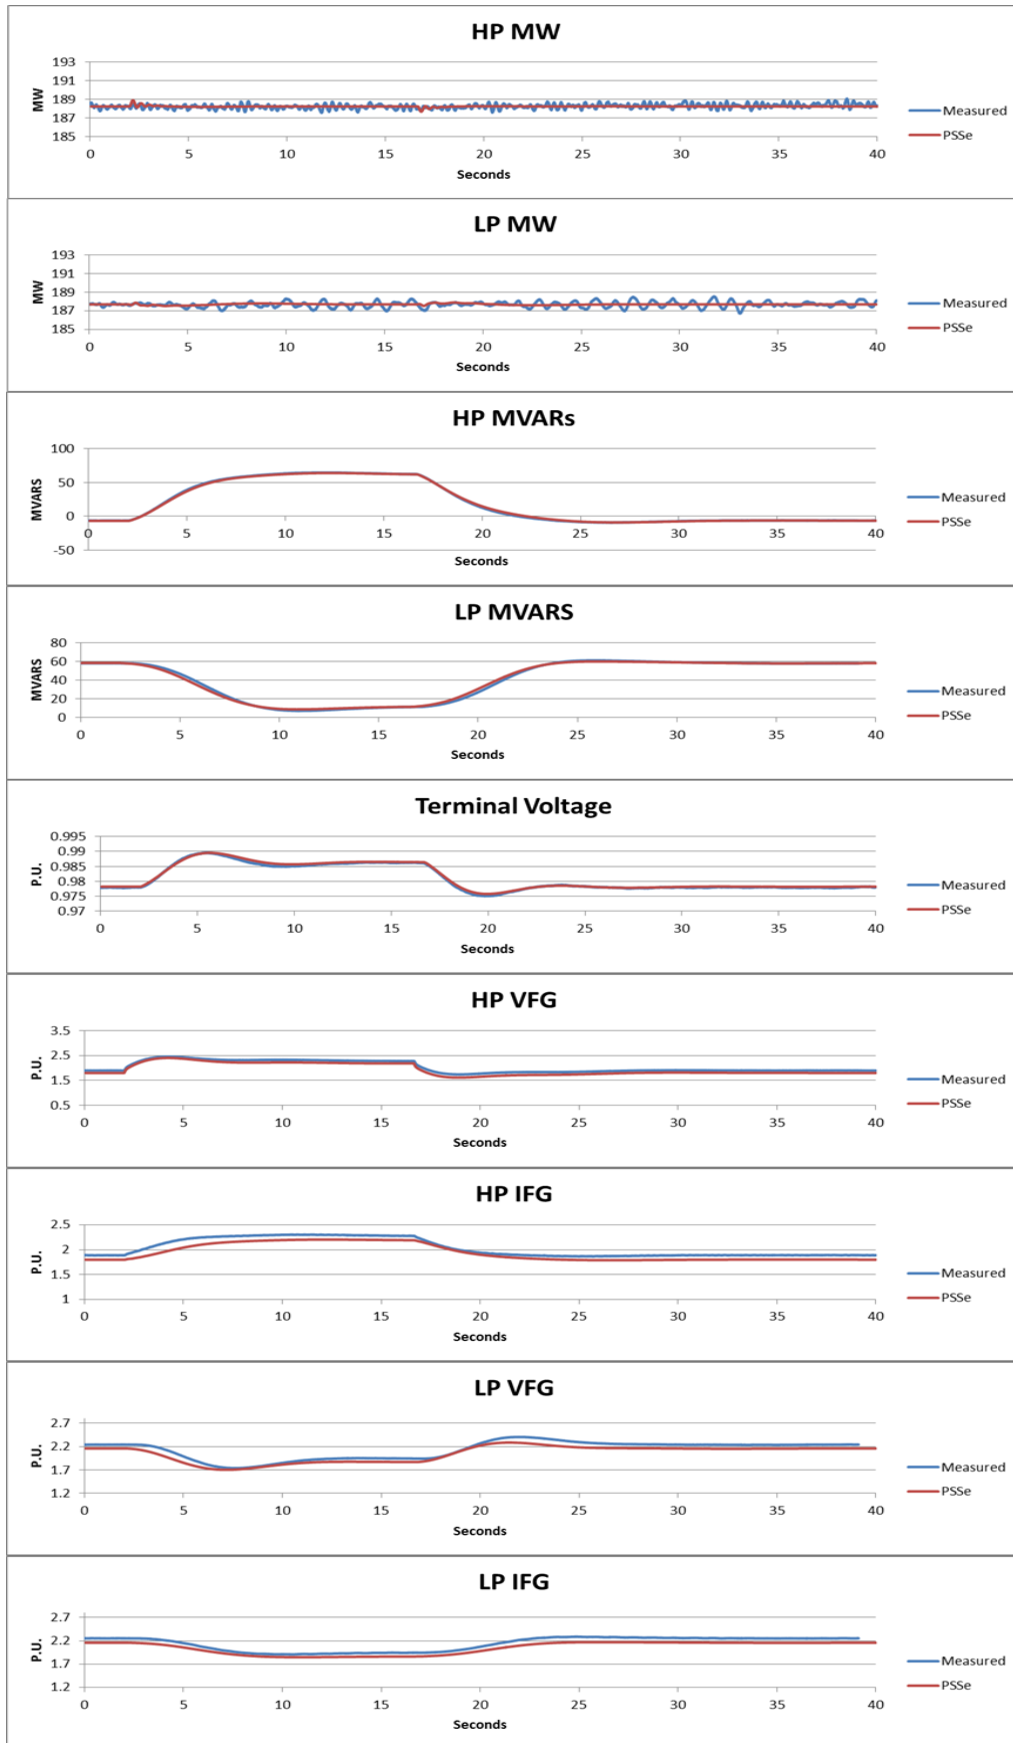 HP MW
193
191
189
187
185
MW
0 5 10 15 20 25 30 35 40
Seconds
Measured
PSSe
LP MW
193
191
189
187
185
MW
0 5 10 15 20 25 30 35 40
Seconds
Measured
PSSe
HP MVARs
100
50
0
-50
MVARS
0 5 10 15 20 25 30 35 40
Seconds
Measured
PSSe
LP MVARS
80
60
40
20
0
MVARS
0 5 10 15 20 25 30 35 40
Seconds
Measured
PSSe
Terminal Voltage
0.995
0.99
0.985
0.98
0.975
0.97
P.U.
0 5 10 15 20 25 30 35 40
Seconds
Measured
PSSe
HP VFG
3.5
2.5
1.5
0.5
P.U.
0 5 10 15 20 25 30 35 40
Seconds
Measured
PSSe
HP IFG
2.5
2
1.5
1
P.U.
0 5 10 15 20 25 30 35 40
Seconds
Measured
PSSe
LP VFG
2.7
2.2
1.7
1.2
P.U.
0 5 10 15 20 25 30 35 40
Seconds
Measured
PSSe
LP IFG
2.7
2.2
1.7
1.2
P.U.
0 5 10 15 20 25 30 35 40
Seconds
Measured
PSSe